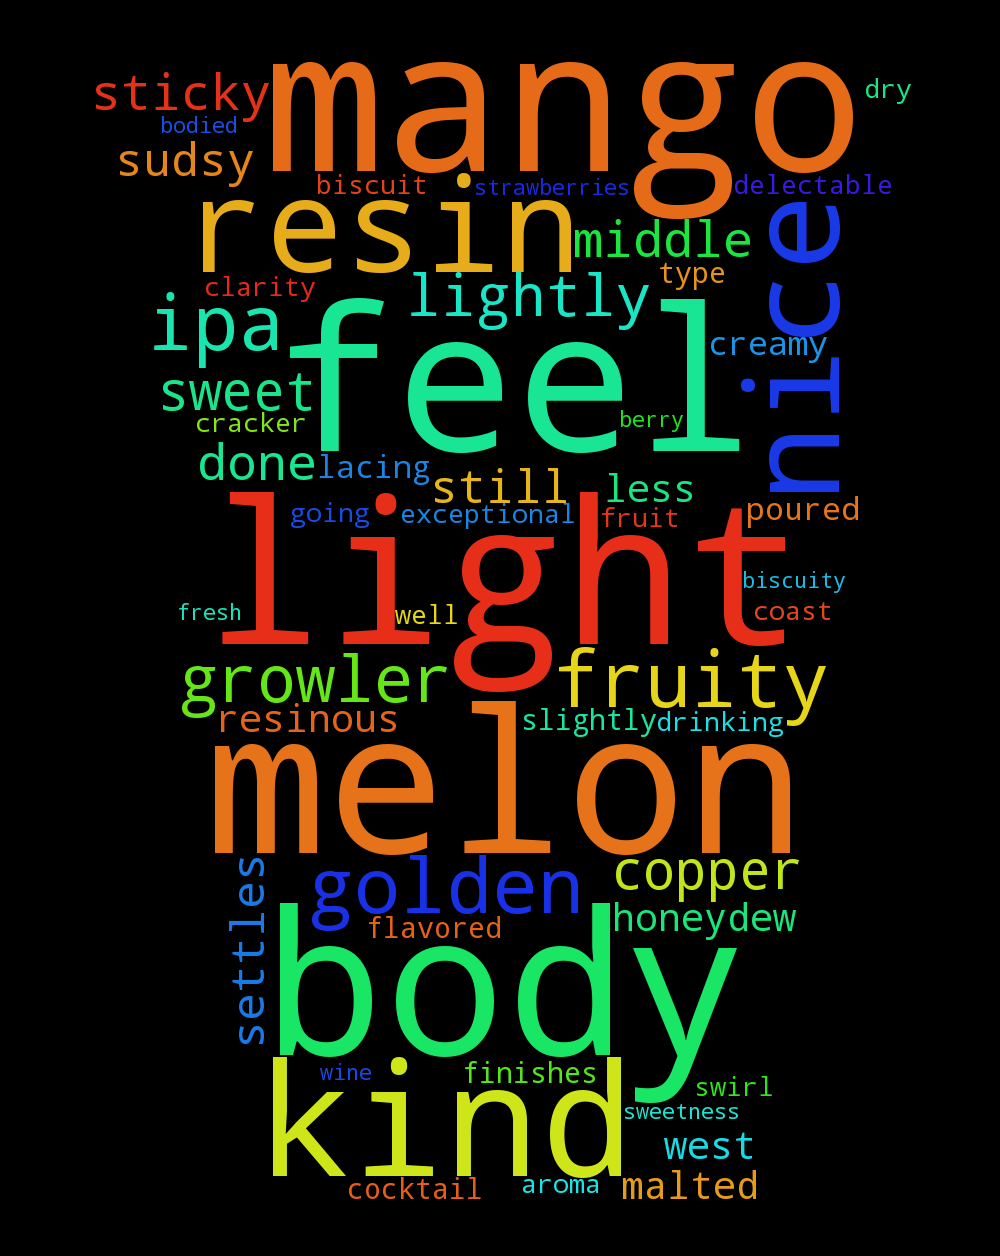 mango
sticky
dry
bodied
sudsy
biscuit
strawberries
delectable
resin
nice
middle
type
lightly
clarity
ipa
feel
creamy
sweet
cracker
berry
done
lacing
still
less
light
going
exceptional
fruit
poured
biscuity
fresh
well
coast
growler
fruity
resinous
slightly
drinking
melon
settles
golden
copper
honeydew
flavored
body
kind
wine
finishes
swirl
sweetness
west
cocktail
aroma
malted